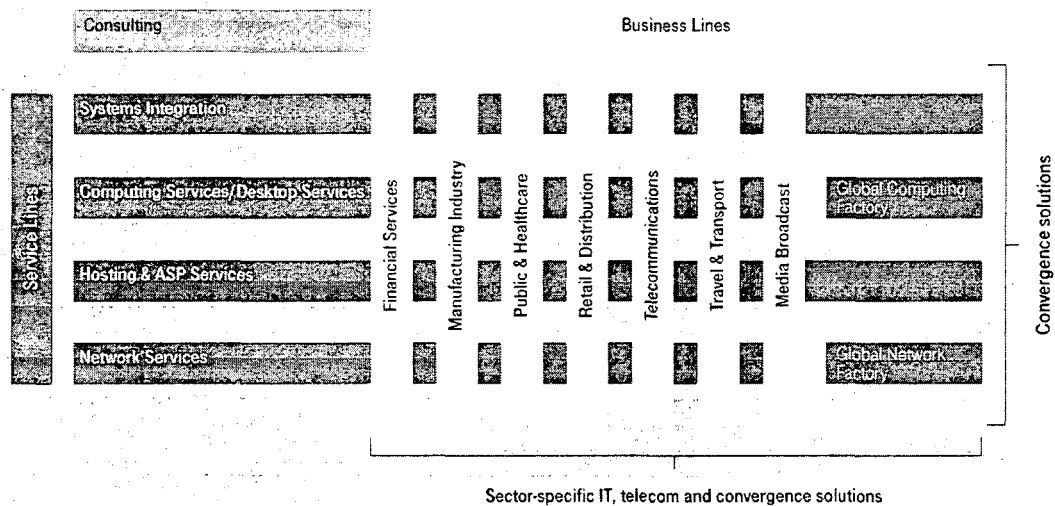 Consulting
Business Lines
Service Lines
Systems Integration
Computing Services/Desktop Services
Hosting & ASP Services
Network Services
Financial Services
Manufacturing Industry
Public & Healthcare
Retail & Distribution
Telecommunications
Travel & Transport
Media Broadcast
Global Computing
Factory
Global Network
Factory
Convergence solutions
Sector-specific IT, telecom and convergence solutions